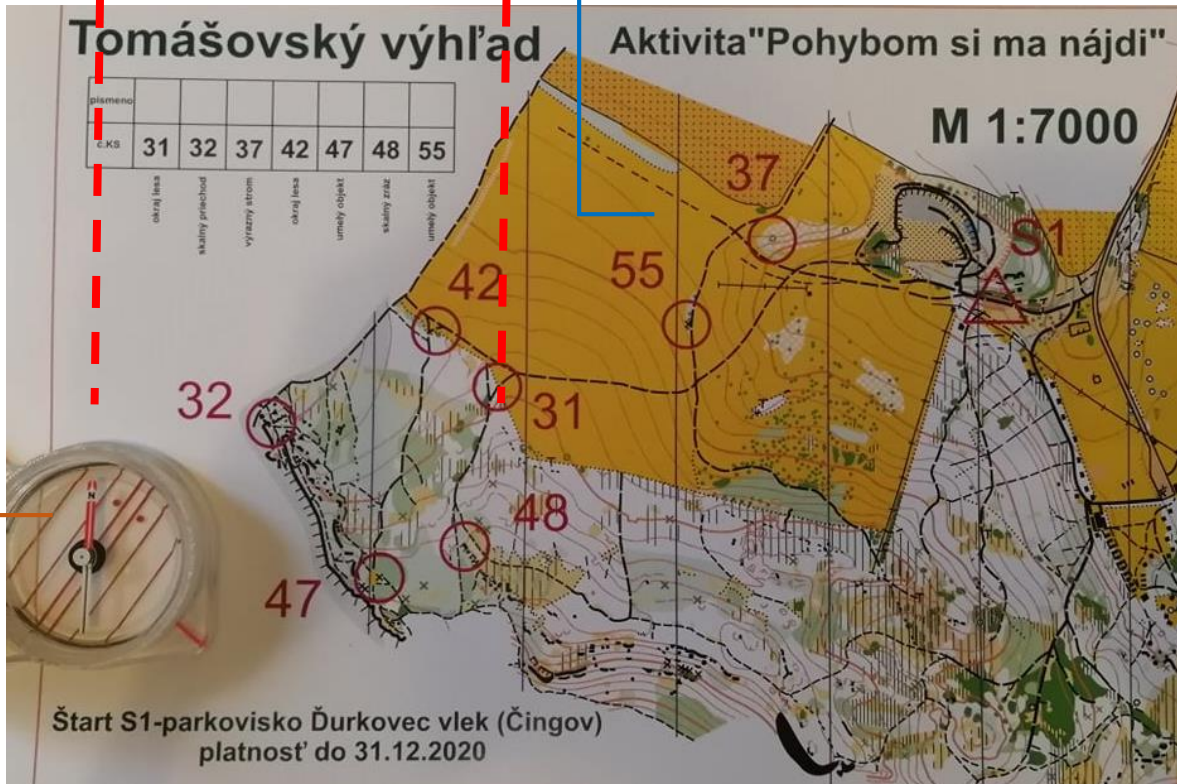 Tomášovský výhľad
Aktivita"Pohybom si ma nájdi"
M 1:7000
písmeno
č.KS 31 32 37 42 47 48 55
okraj lesa
skalný priechod
výrazný strom
okraj lesa
umelý objekt
skalný zráz
umelý objekt
37
S1
55
42
32
31
48
47
N
Štart S1-parkovisko Ďurkovec vlek (Čingov)
platnosť do 31.12.2020